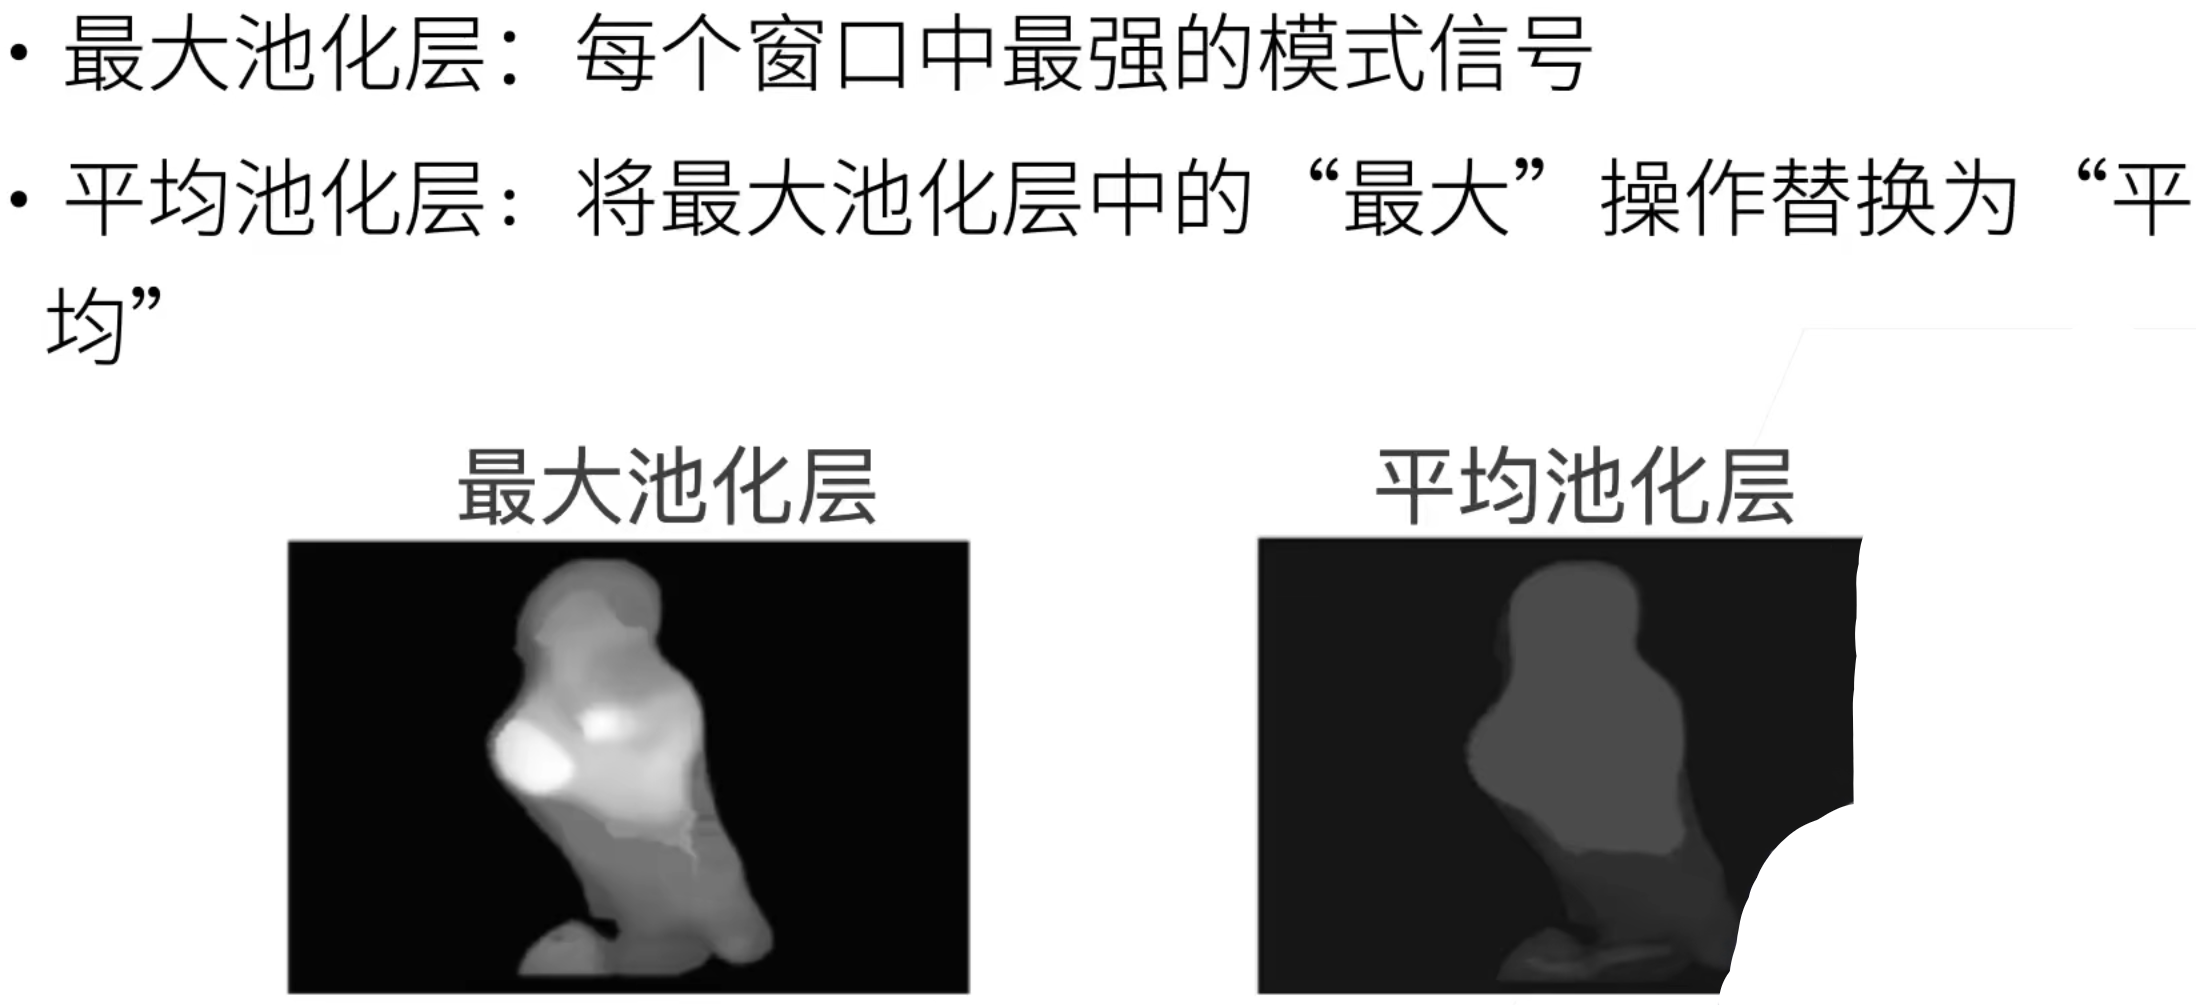 • 最大池化层：每个窗口中最强的模式信号
• 平均池化层：将最大池化层中的“最大”操作替换为“平
均”
最大池化层
平均池化层